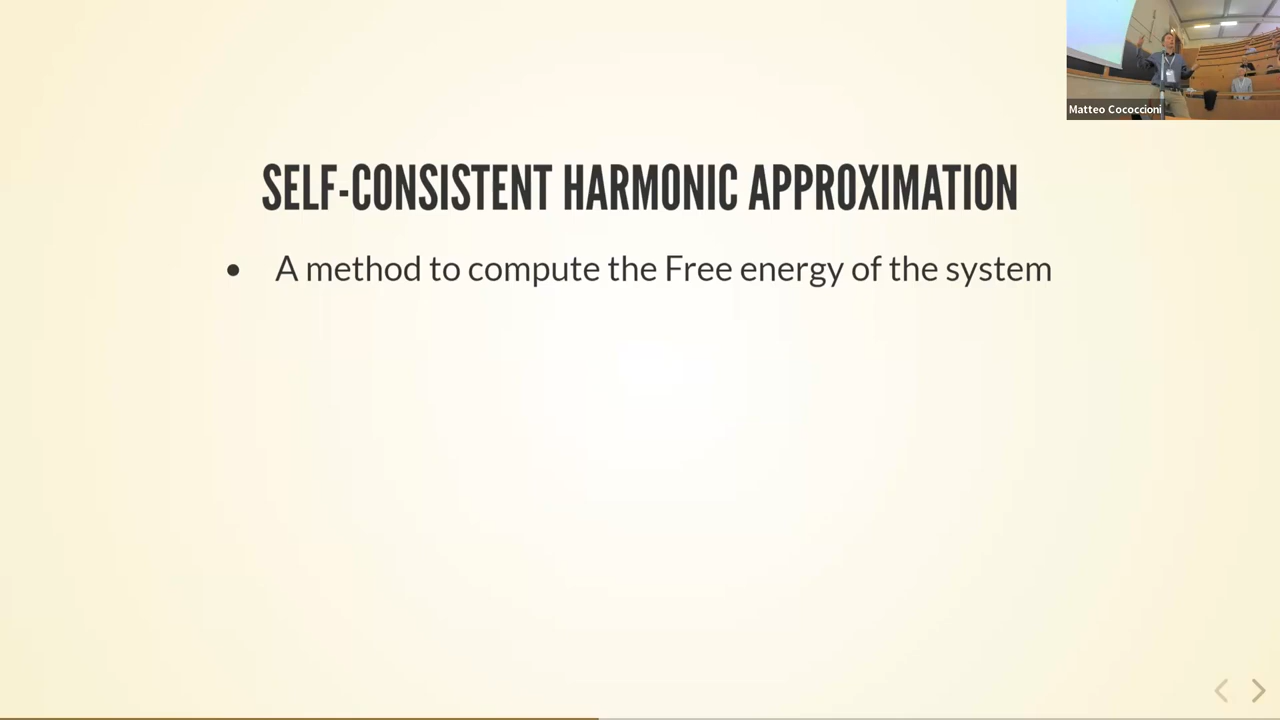 Matteo Cococcioni
SELF-CONSISTENT HARMONIC APPROXIMATION
• A method to compute the Free energy of the system